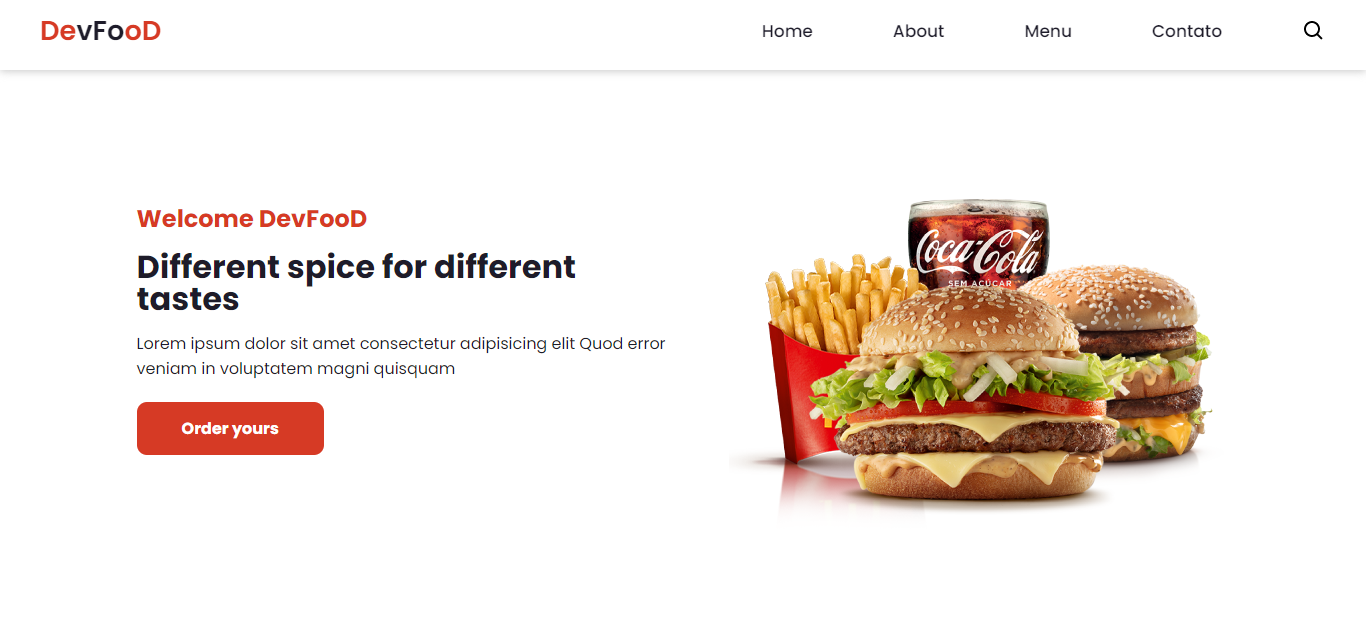 DevFooD
Home About Menu Contato
Welcome DevFooD
Different spice for different
tastes
Lorem ipsum dolor sit amet consectetur adipisicing elit Quod error
veniam in voluptatem magni quisquam
Order yours
Coca-Cola
SEM AÇÚCAR